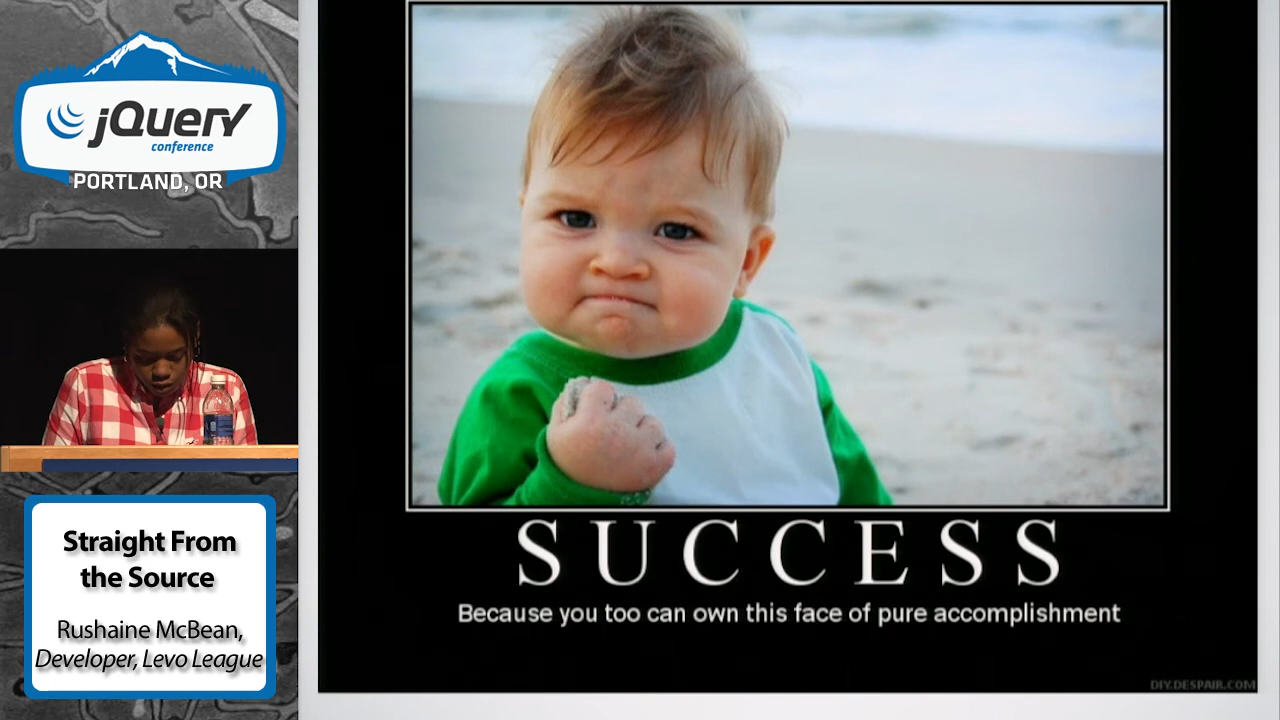 jQuery
conference
PORTLAND, OR
Straight From
the Source
Rushaine McBean,
Developer, Levo League
SUCCESS
Because you too can own this face of pure accomplishment
DIY.DESPAIR.COM